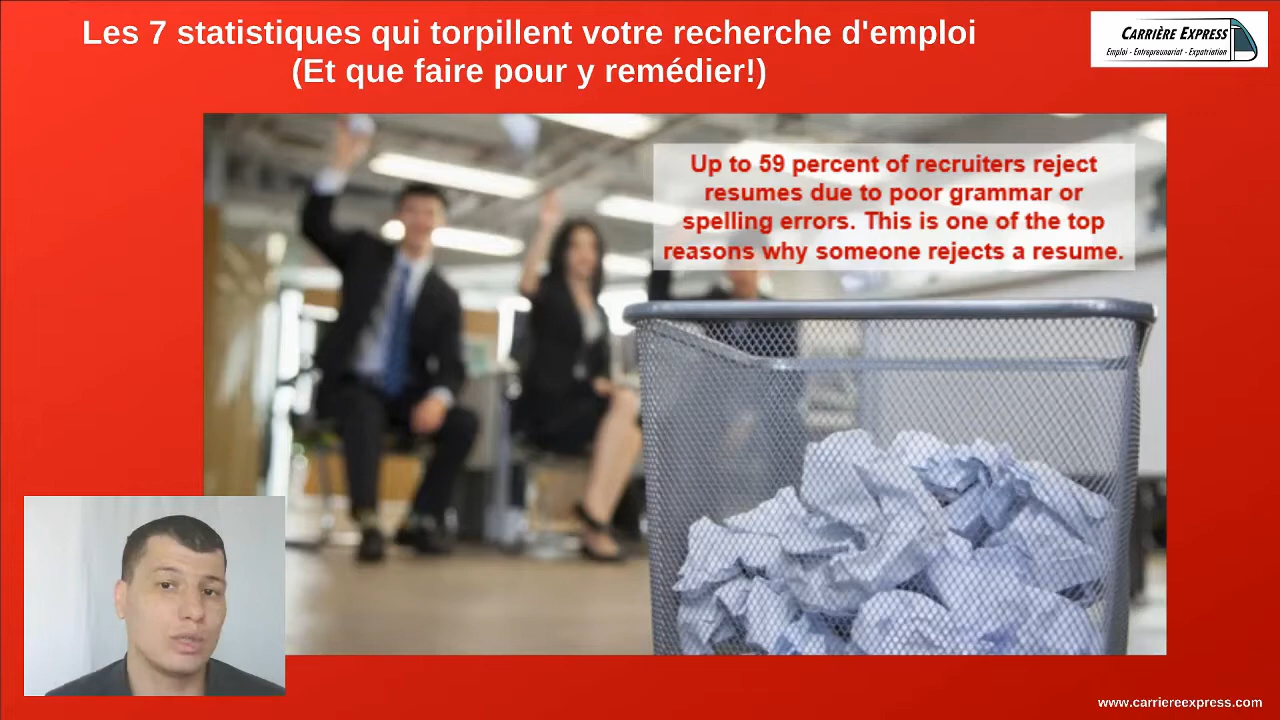 Les 7 statistiques qui torpillent votre recherche d'emploi
(Et que faire pour y remédier!)
CARRIÈRE EXPRESS
Emploi - Entrepreunariat - Expatriation
Up to 59 percent of recruiters reject
resumes due to poor grammar or
spelling errors. This is one of the top
reasons why someone rejects a resume.
www.carriereexpress.com